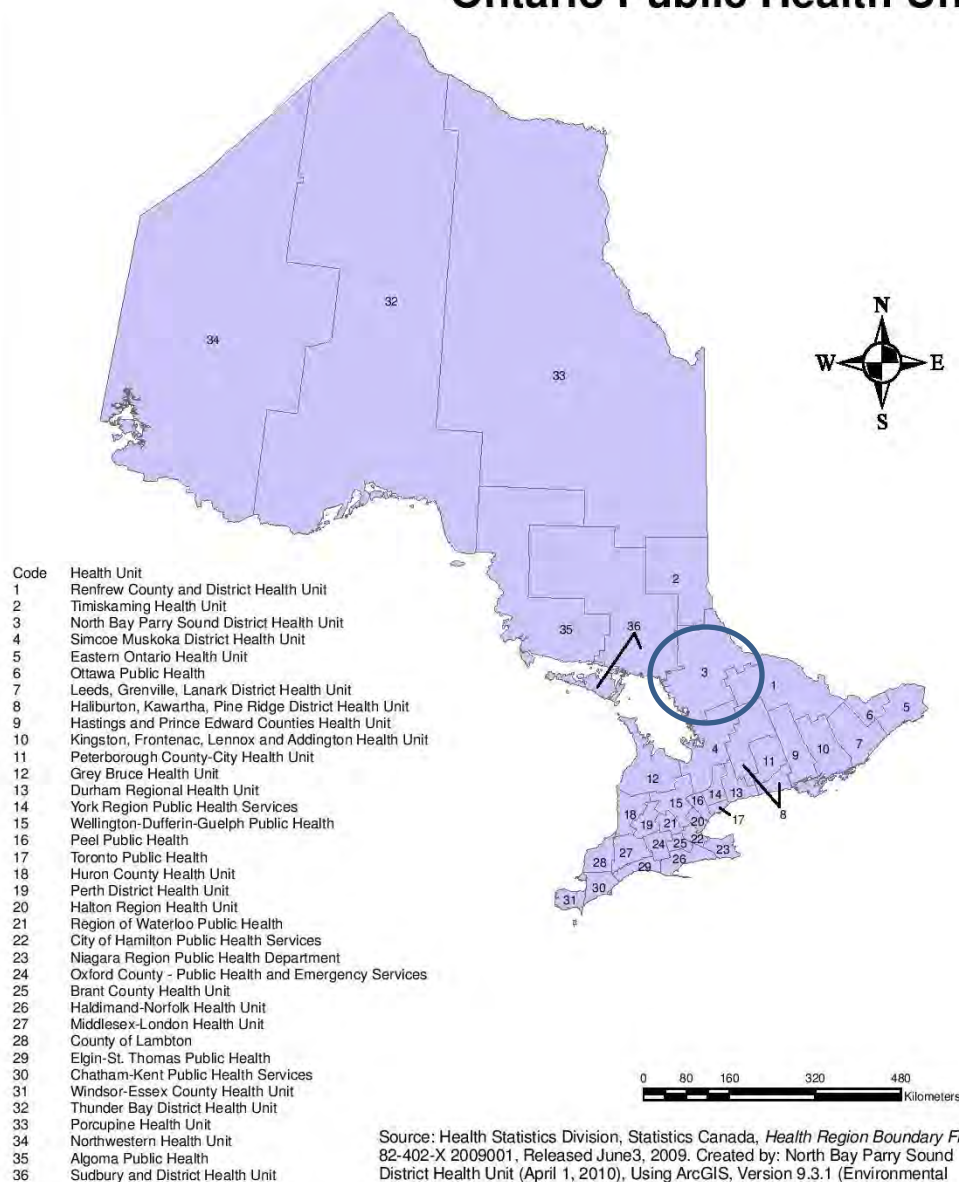 Ontario Public Health Un
N
W E
S
32
34
33
2
35
36
3
1
5
6
7
4
11
9
10
12
15
16
14
13
8
17
18
19
21
20
24
25
22
23
27
26
28
29
30
31
Code Health Unit
1 Renfrew County and District Health Unit
2 Timiskaming Health Unit
3 North Bay Parry Sound District Health Unit
4 Simcoe Muskoka District Health Unit
5 Eastern Ontario Health Unit
6 Ottawa Public Health
7 Leeds, Grenville, Lanark District Health Unit
8 Haliburton, Kawartha, Pine Ridge District Health Unit
9 Hastings and Prince Edward Counties Health Unit
10 Kingston, Frontenac, Lennox and Addington Health Unit
11 Peterborough County-City Health Unit
12 Grey Bruce Health Unit
13 Durham Regional Health Unit
14 York Region Public Health Services
15 Wellington-Dufferin-Guelph Public Health
16 Peel Public Health
17 Toronto Public Health
18 Huron County Health Unit
19 Perth District Health Unit
20 Halton Region Health Unit
21 Region of Waterloo Public Health
22 City of Hamilton Public Health Services
23 Niagara Region Public Health Department
24 Oxford County - Public Health and Emergency Services
25 Brant County Health Unit
26 Haldimand-Norfolk Health Unit
27 Middlesex-London Health Unit
28 County of Lambton
29 Elgin-St. Thomas Public Health
30 Chatham-Kent Public Health Services
31 Windsor-Essex County Health Unit
32 Thunder Bay District Health Unit
33 Porcupine Health Unit
34 Northwestern Health Unit
35 Algoma Public Health
36 Sudbury and District Health Unit
0 80 160 320 480
Kilometers
Source: Health Statistics Division, Statistics Canada, Health Region Boundary Fi
82-402-X 2009001, Released June3, 2009. Created by: North Bay Parry Sound
District Health Unit (April 1, 2010), Using ArcGIS, Version 9.3.1 (Environmental